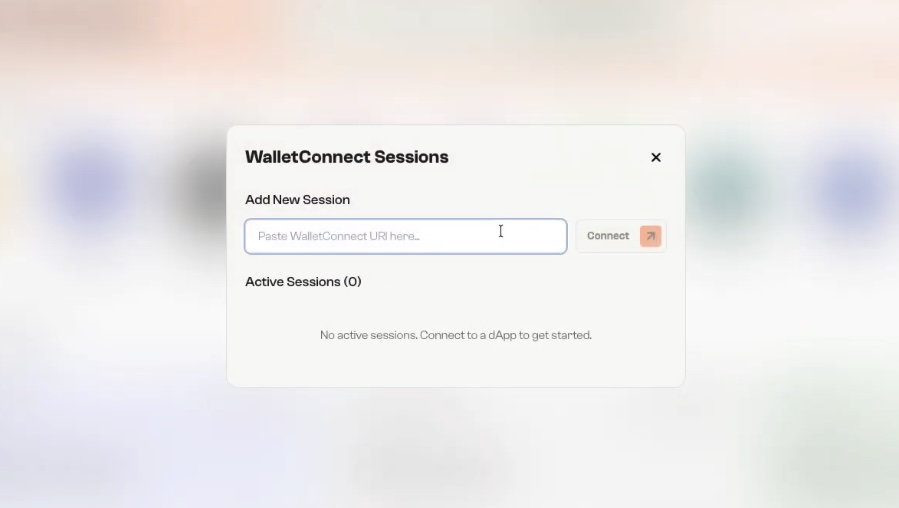 WalletConnect Sessions
Add New Session
Paste WalletConnect URI here...
Connect
Active Sessions (0)
No active sessions. Connect to a dApp to get started.